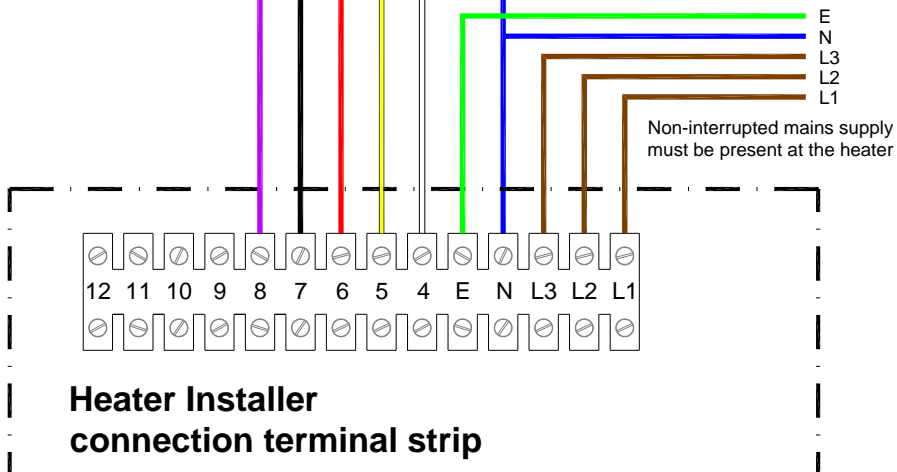 E
N
L3
L2
L1
Non-interrupted mains supply
must be present at the heater
12 11 10 9 8 7 6 5 4 E N L3 L2 L1
Heater Installer
connection terminal strip